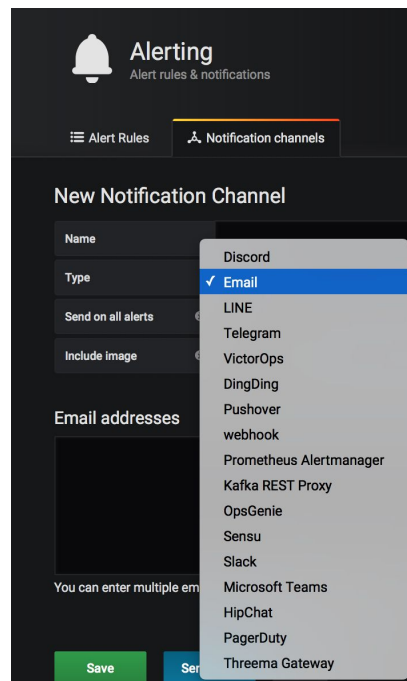 Alerting
Alert rules & notifications
Alert Rules
Notification channels
New Notification Channel
Name
Type
Send on all alerts
Include image
Discord
✓ Email
LINE
Telegram
VictorOps
DingDing
Pushover
webhook
Prometheus Alertmanager
Kafka REST Proxy
OpsGenie
Sensu
Slack
Microsoft Teams
HipChat
PagerDuty
Threema Gateway
Email addresses
You can enter multiple em
Save